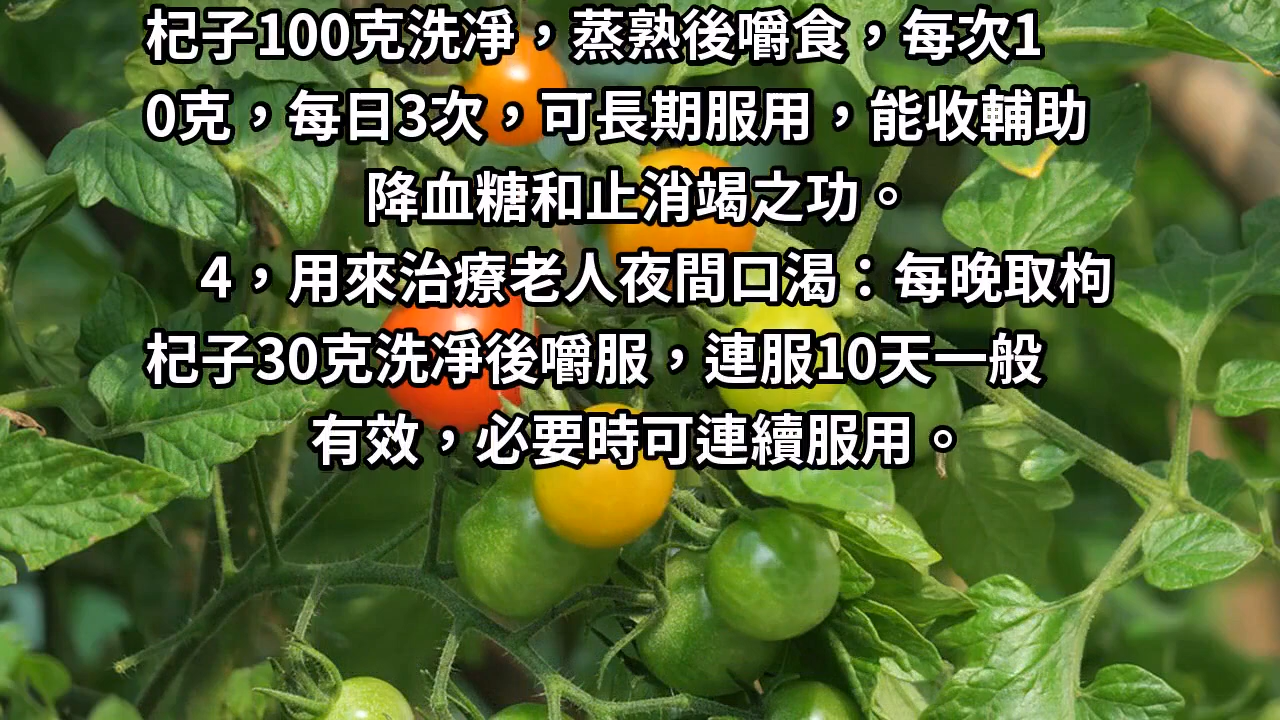 杞子100克洗凈，蒸熟後嚼食，每次1
0克，每日3次，可長期服用，能收輔助
降血糖和止消竭之功。
4，用來治療老人夜間口渴：每晚取枸
杞子30克洗凈後嚼服，連服10天一般
有效，必要時可連續服用。